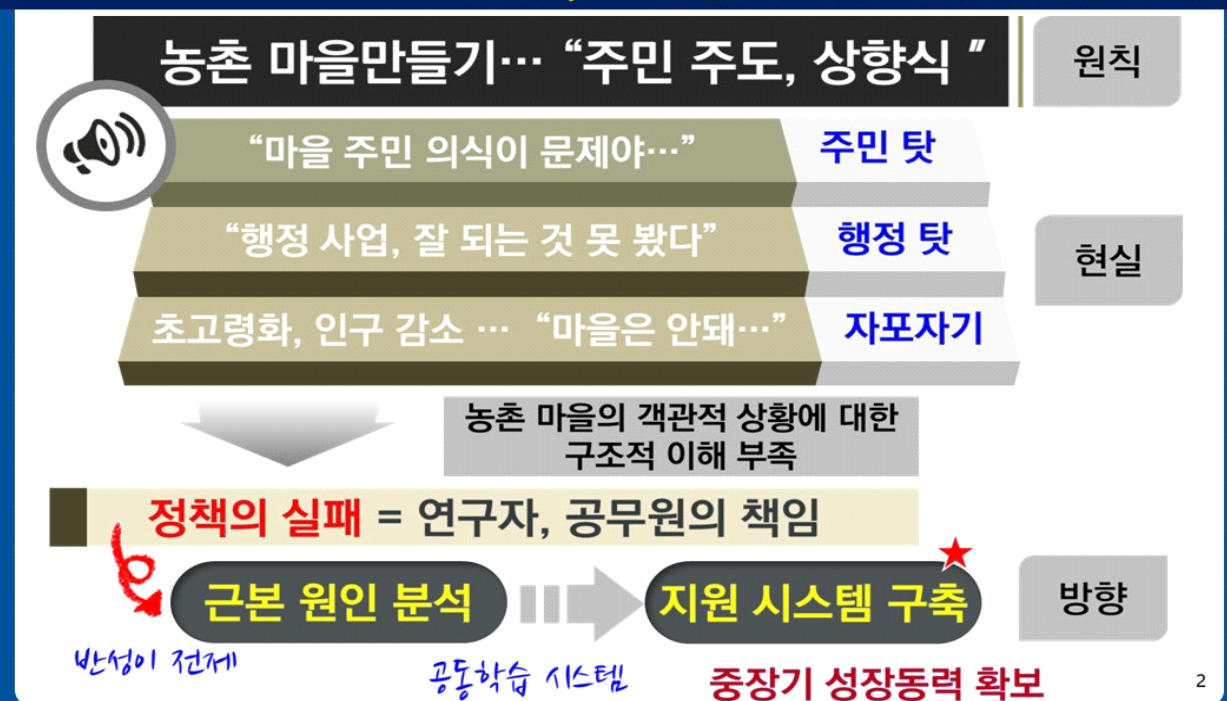 농촌 마을만들기… “주민 주도, 상향식 ” 원칙
“마을 주민 의식이 문제야…” 주민 탓
“행정 사업, 잘 되는 것 못 봤다” 행정 탓
현실
초고령화, 인구 감소 … “마을은 안돼…” 자포자기
농촌 마을의 객관적 상황에 대한
구조적 이해 부족
정책의 실패 = 연구자, 공무원의 책임
근본 원인 분석 지원 시스템 구축 방향
반성이 전제 공동학습 시스템 중장기 성장동력 확보
2